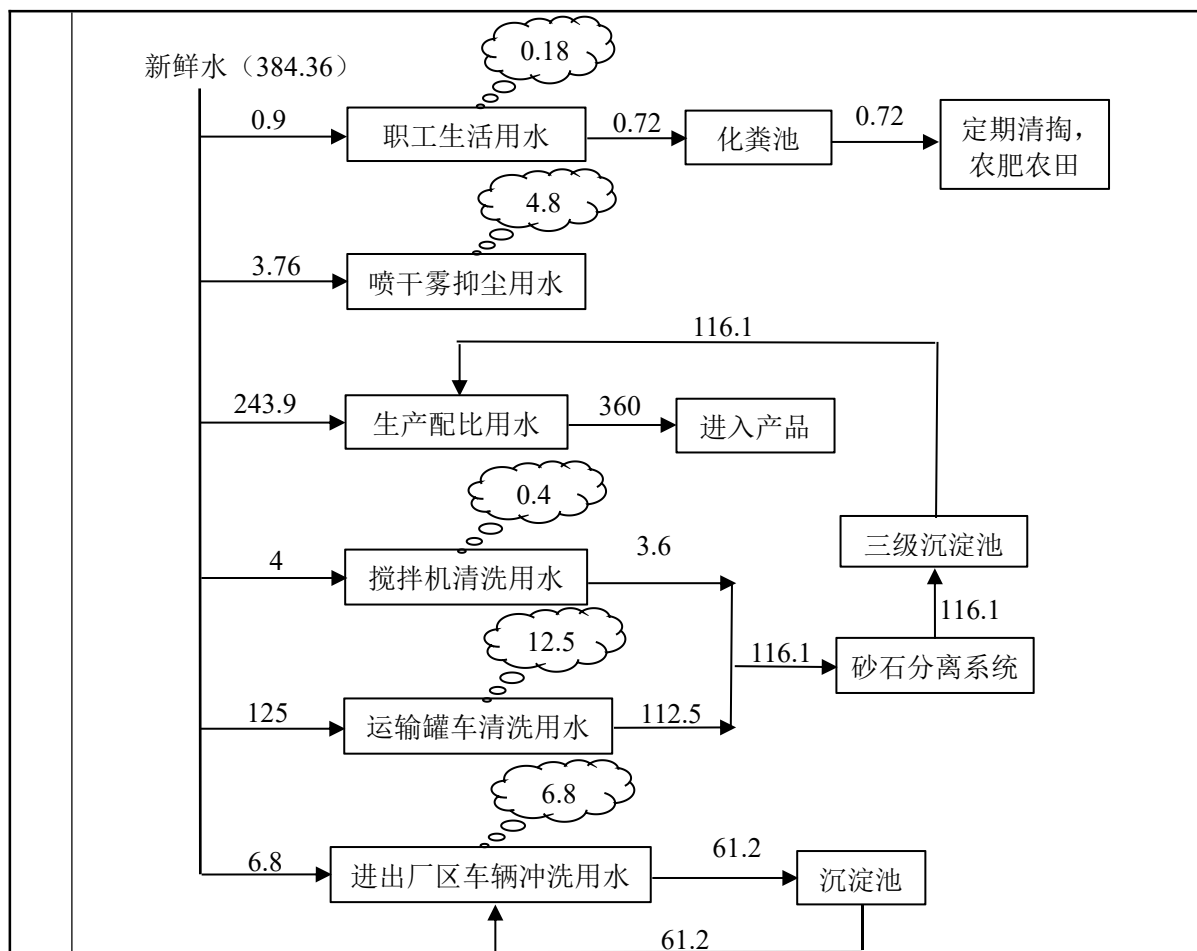 0.18
新鲜水（384.36）
0.9
职工生活用水
0.72
化粪池
0.72
定期清掏，
农肥农田
4.8
3.76
喷干雾抑尘用水
116.1
243.9
生产配比用水
360
进入产品
0.4
4
搅拌机清洗用水
3.6
三级沉淀池
116.1
12.5
116.1
砂石分离系统
125
运输罐车清洗用水
112.5
6.8
6.8
进出厂区车辆冲洗用水
61.2
沉淀池
61.2